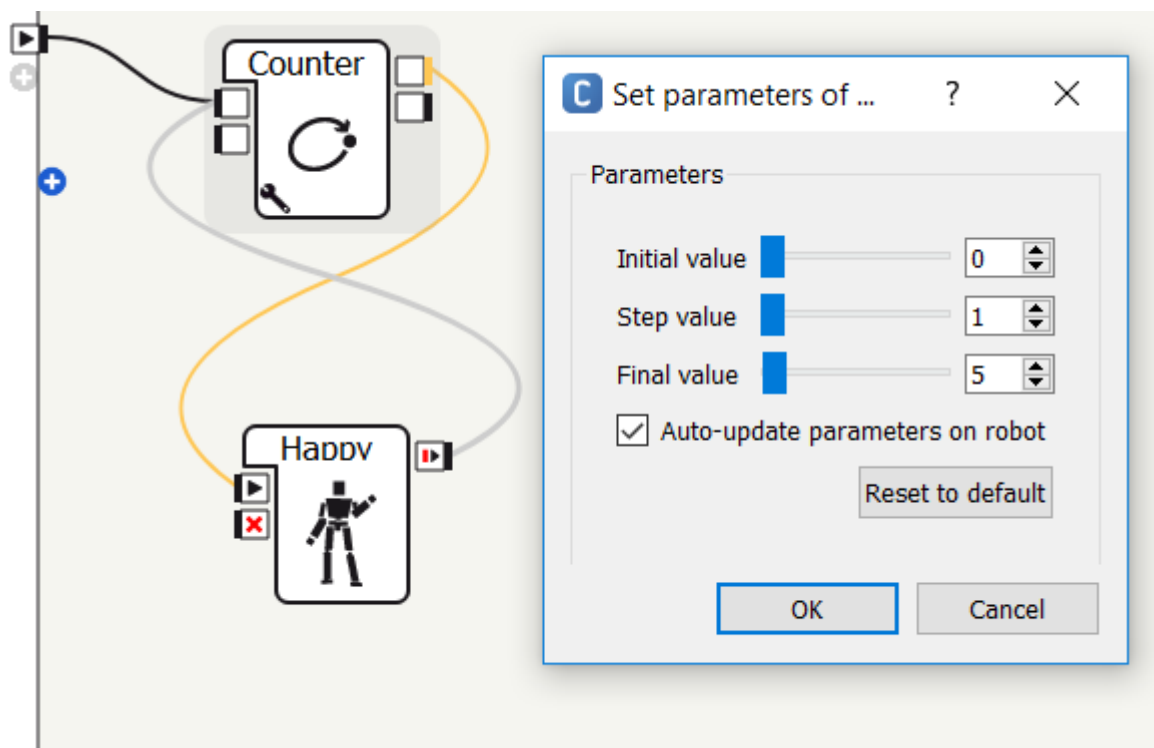 Counter
Happy
C Set parameters of ... ?
Parameters
Initial value 0
Step value 1
Final value 5
Auto-update parameters on robot
Reset to default
OK Cancel